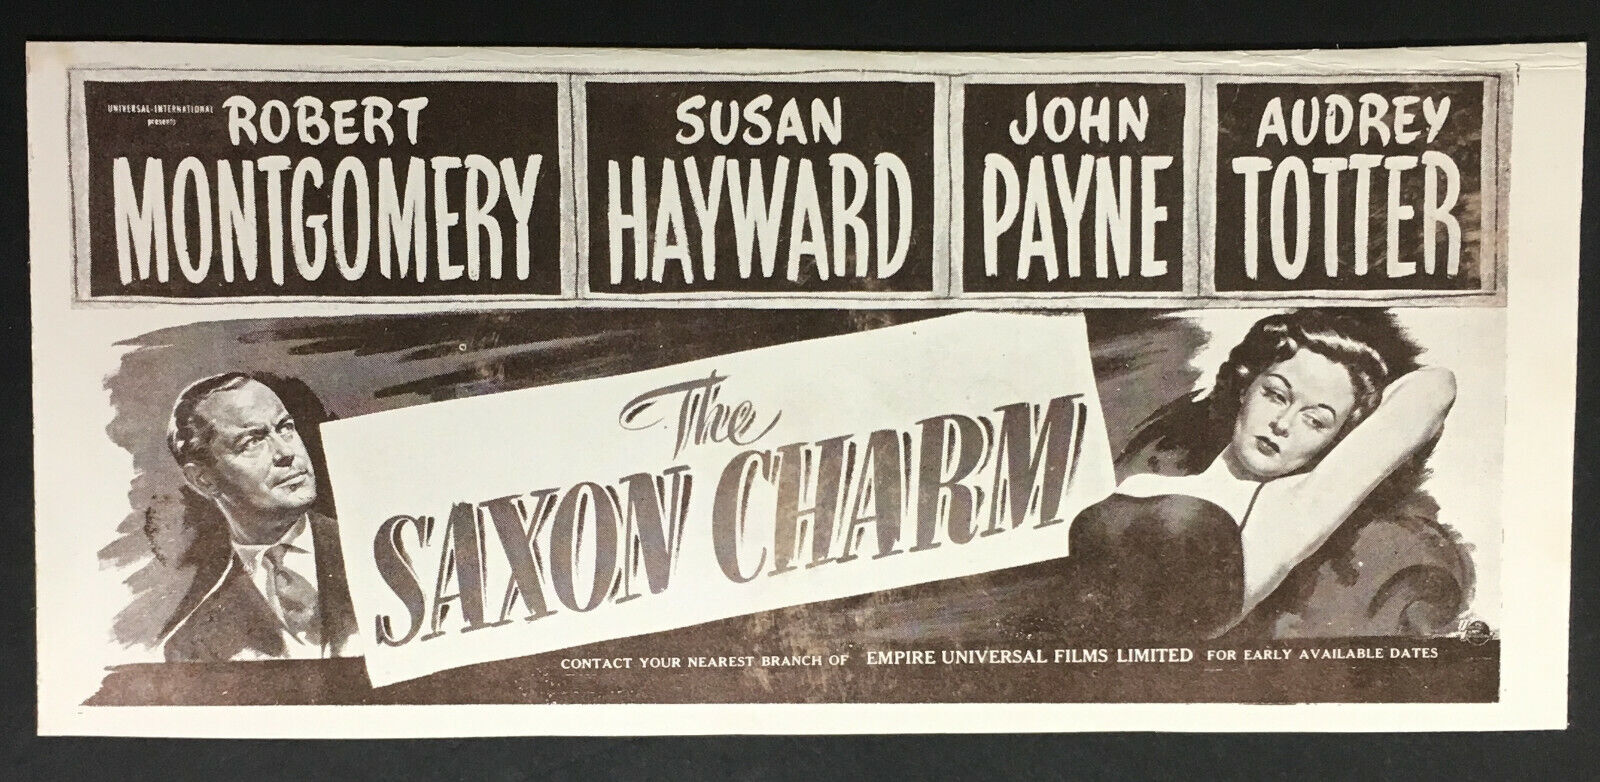 UNIVERSAL-INTERNATIONAL
presents
ROBERT
MONTGOMERY
SUSAN
HAYWARD
JOHN
PAYNE
AUDREY
TOTTER
The
SAXON CHARM
CONTACT YOUR NEAREST BRANCH OF EMPIRE UNIVERSAL FILMS LIMITED FOR EARLY AVAILABLE DATES